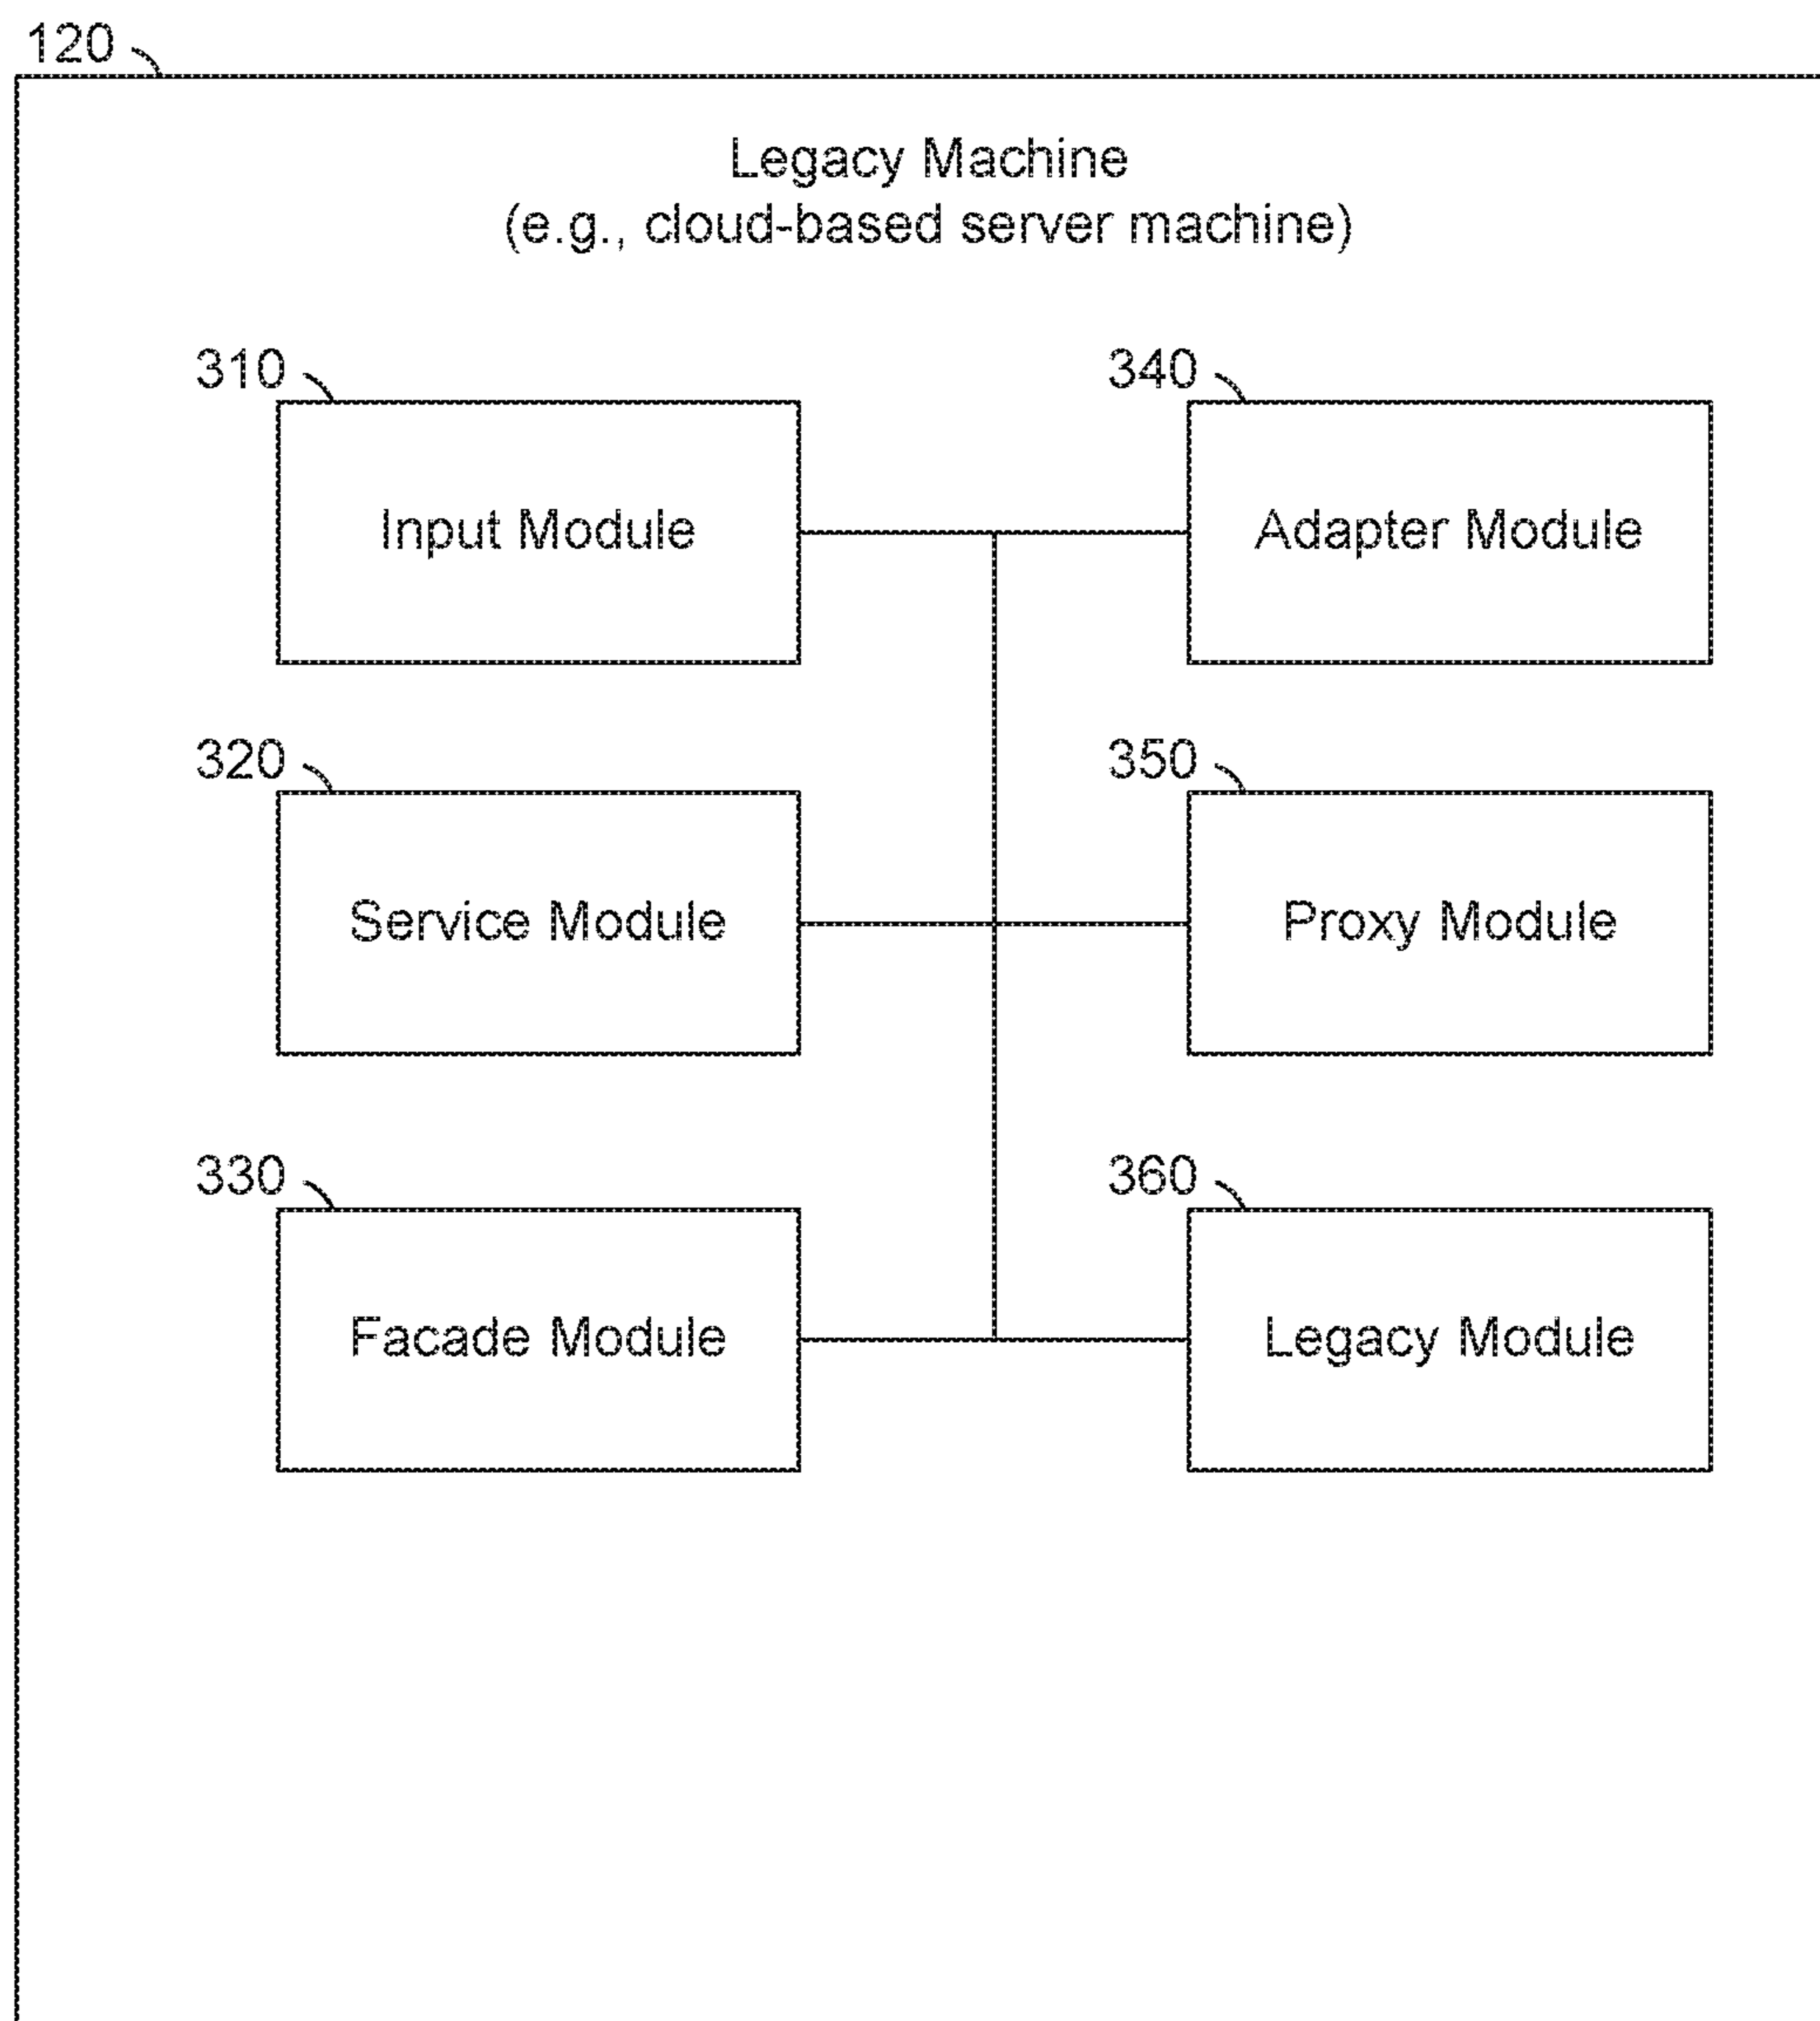 120
Legacy Machine
(e.g., cloud-based server machine)
310
Input Module
340
Adapter Module
320
Service Module
350
Proxy Module
330
Facade Module
360
Legacy Module